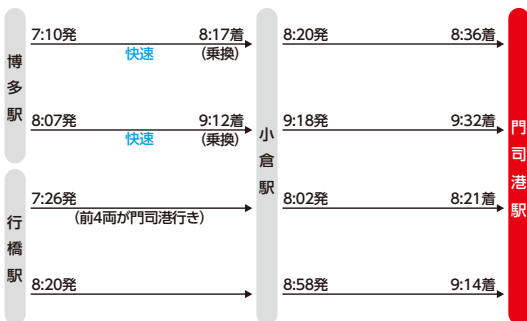 博多駅
7:10発 8:17着 8:20発 8:36着
快速 (乗換)
8:07発 9:12着 9:18発 9:32着
快速 (乗換)
小倉駅
門司港駅
行橋駅
7:26発 8:02発 8:21着
(前4両が門司港行き)
8:20発 8:58発 9:14着